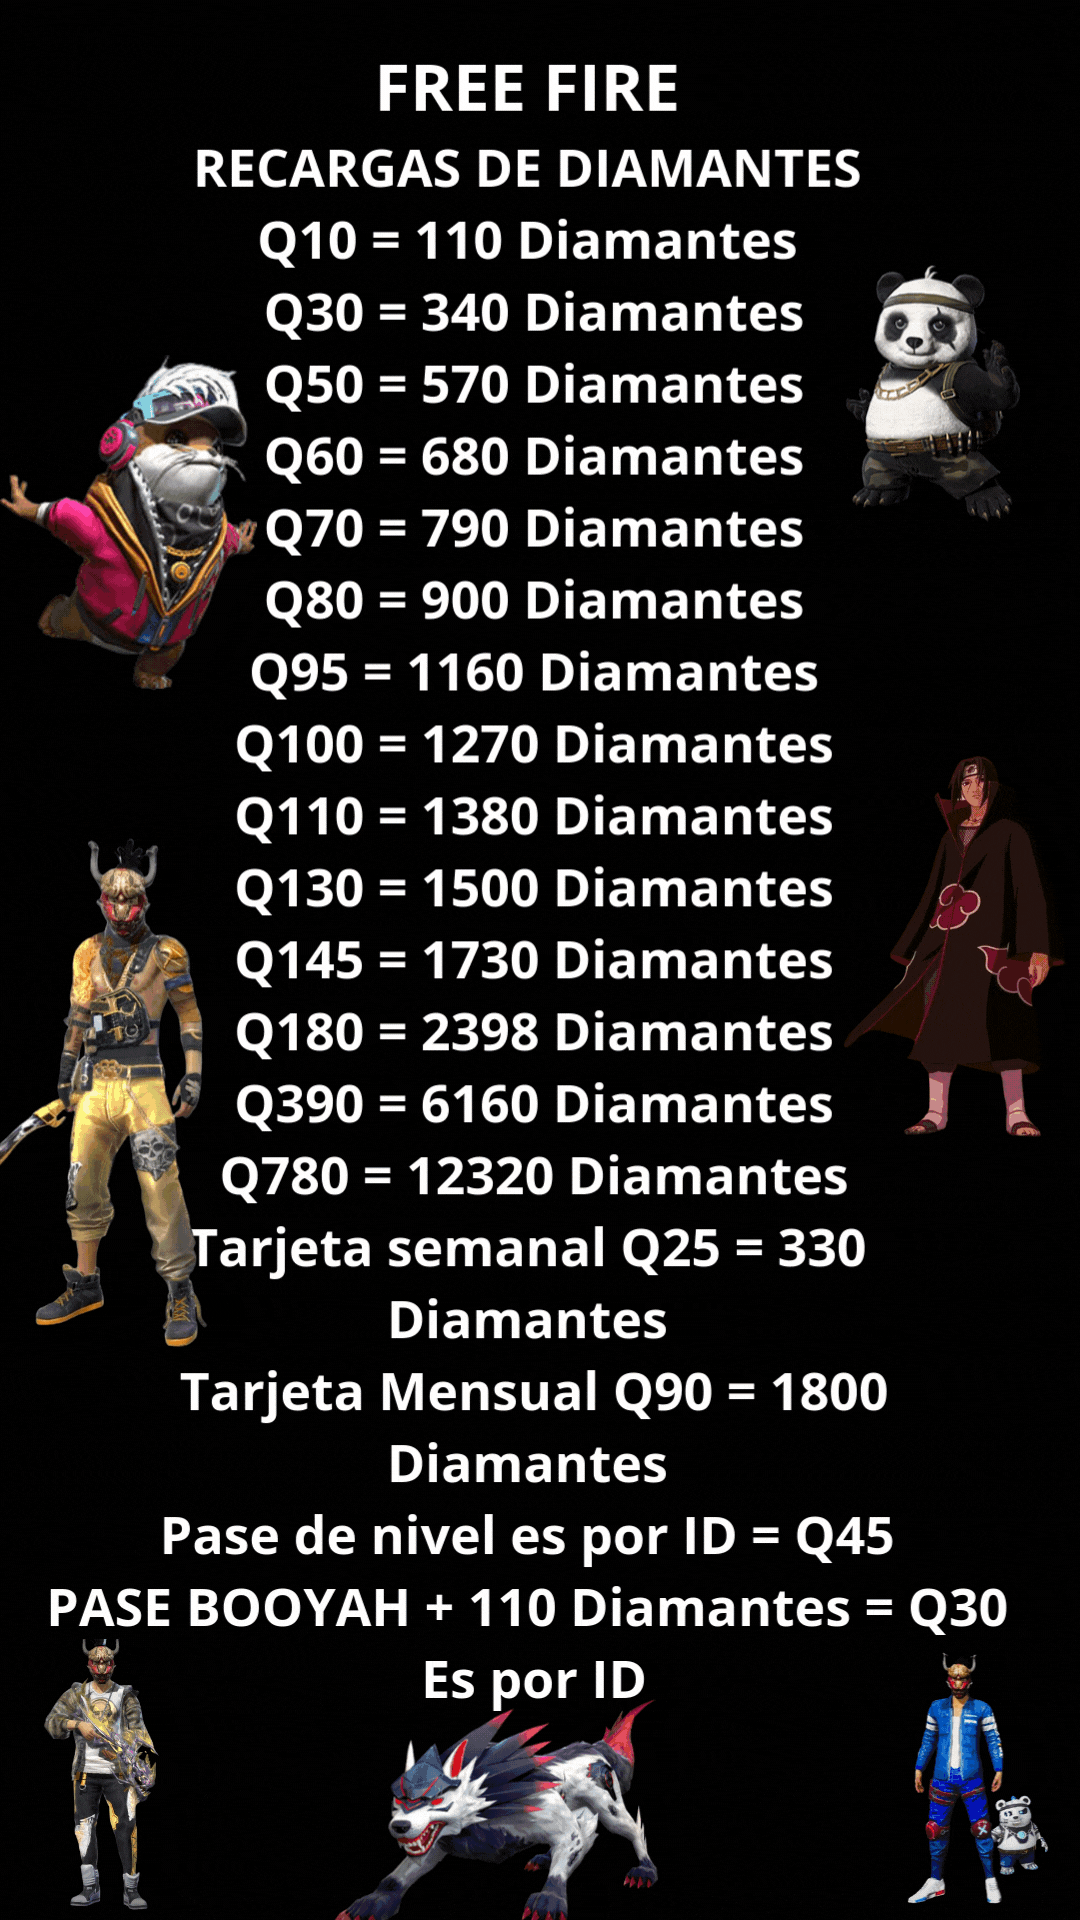 FREE FIRE
RECARGAS DE DIAMANTES
Q10 = 110 Diamantes
Q30 = 340 Diamantes
Q50 = 570 Diamantes
Q60 = 680 Diamantes
Q70 = 790 Diamantes
Q80 = 900 Diamantes
Q95 = 1160 Diamantes
Q100 = 1270 Diamantes
Q110 = 1380 Diamantes
Q130 = 1500 Diamantes
Q145 = 1730 Diamantes
Q180 = 2398 Diamantes
Q390 = 6160 Diamantes
Q780 = 12320 Diamantes
Tarjeta semanal Q25 = 330
Diamantes
Tarjeta Mensual Q90 = 1800
Diamantes
Pase de nivel es por ID = Q45
PASE BOOYAH + 110 Diamantes = Q30
Es por ID